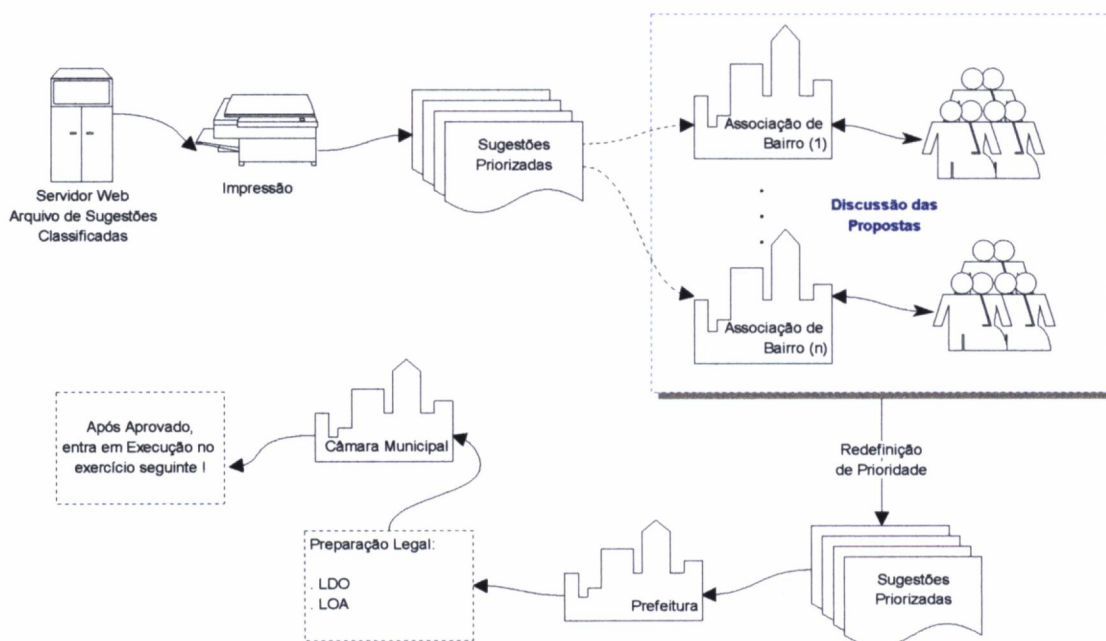 Servidor Web
Arquivo de Sugestões
Classificadas
Impressão
Sugestões
Priorizadas
Associação de
Bairro (1)
Discussão das
Propostas
Associação de
Bairro (n)
Redefinição
de Prioridade
Sugestões
Priorizadas
Prefeitura
Preparação Legal:
. LDO
. LOA
Câmara Municipal
Após Aprovado,
entra em Execução no
exercício seguinte !